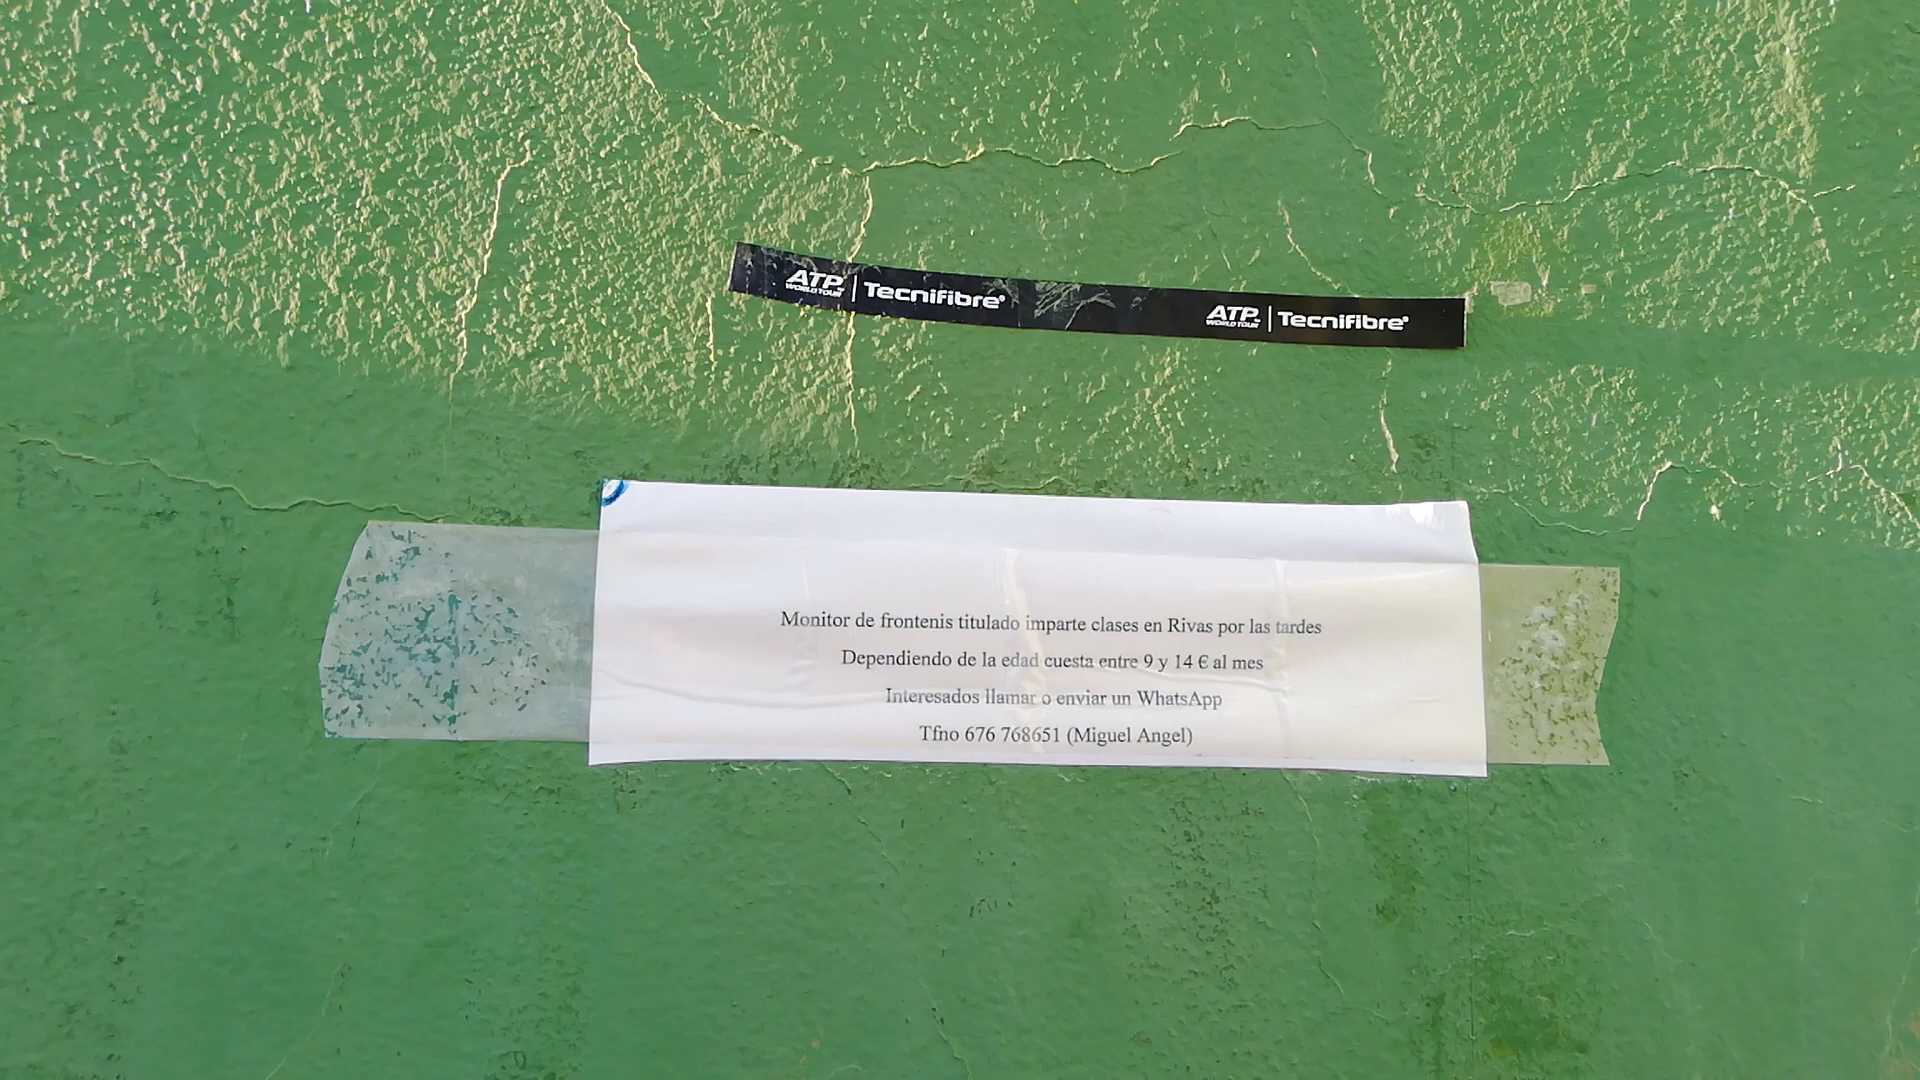 ATP | Tecnifibre® ATP | Tecnifibre®
WORLD TOUR WORLD TOUR
Monitor de frontenis titulado imparte clases en Rivas por las tardes
Dependiendo de la edad cuesta entre 9 y 14 € al mes
Interesados llamar o enviar un WhatsApp
Tfno 676 768651 (Miguel Angel)